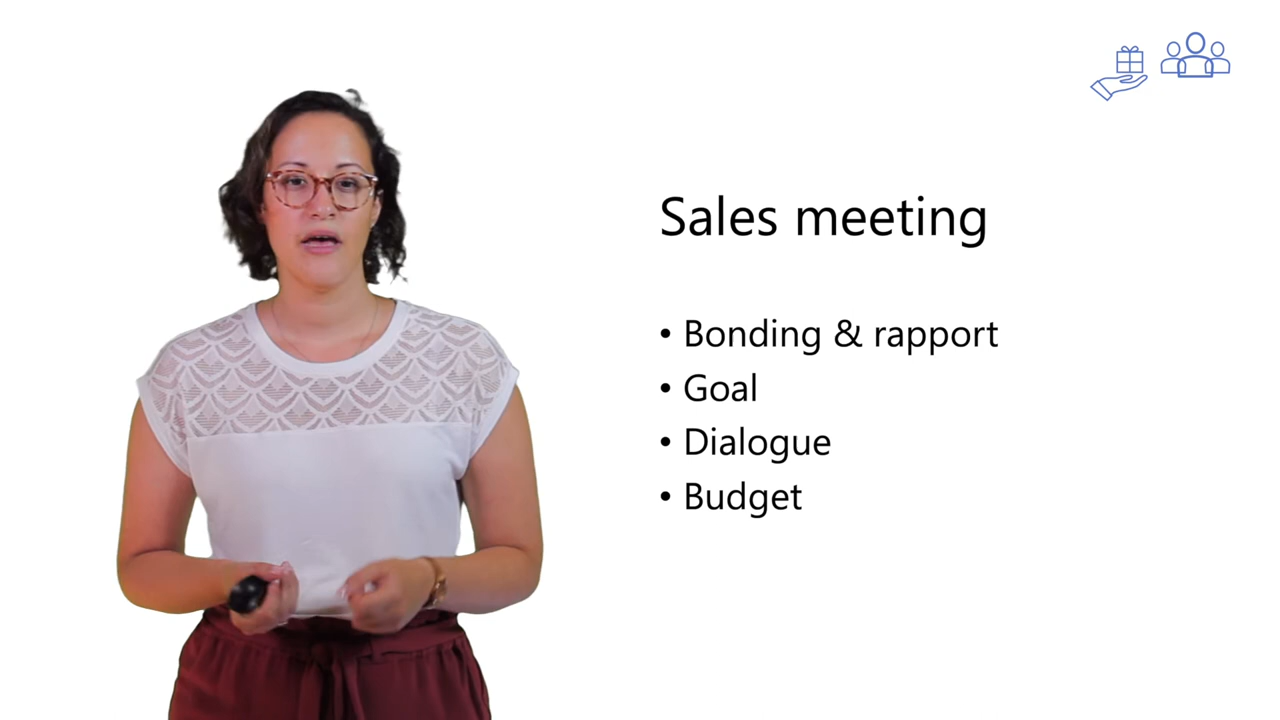 Sales meeting
• Bonding & rapport
• Goal
• Dialogue
• Budget